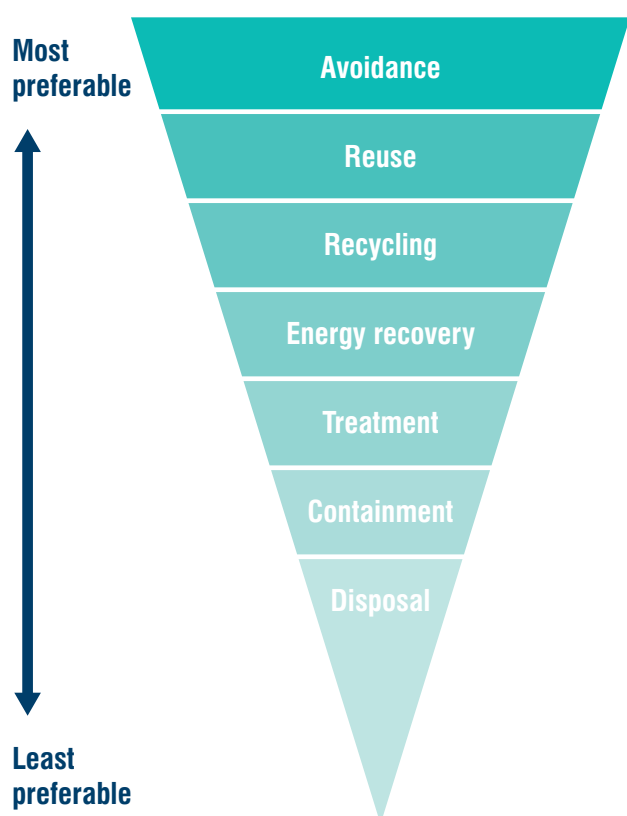 Most
preferable
Avoidance
Reuse
Recycling
Energy recovery
Treatment
Containment
Disposal
Least
preferable